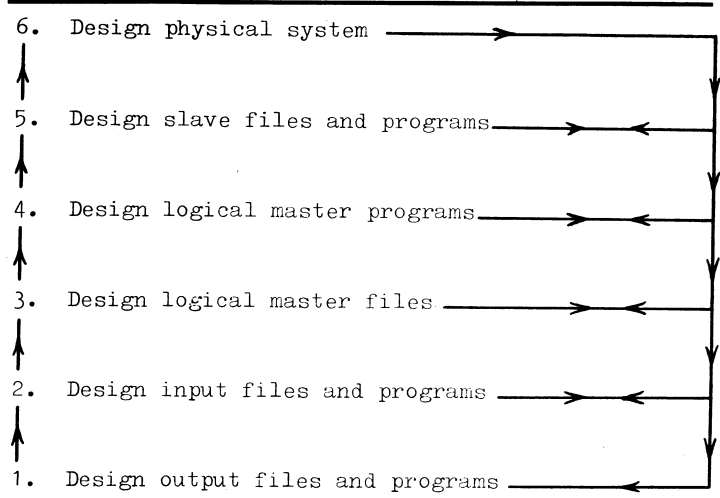 6. Design physical system
5. Design slave files and programs
4. Design logical master programs
3. Design logical master files
2. Design input files and programs
1. Design output files and programs